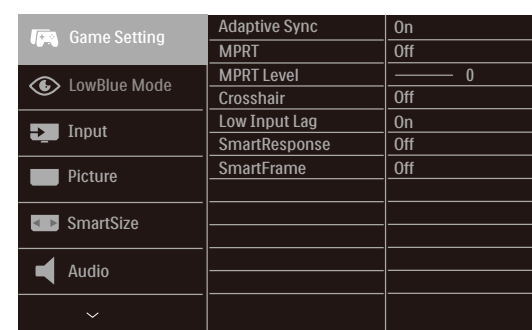 Game Setting
LowBlue Mode
Input
Picture
SmartSize
Audio
Adaptive Sync On
MPRT Off
MPRT Level 0
Crosshair Off
Low Input Lag On
SmartResponse Off
SmartFrame Off